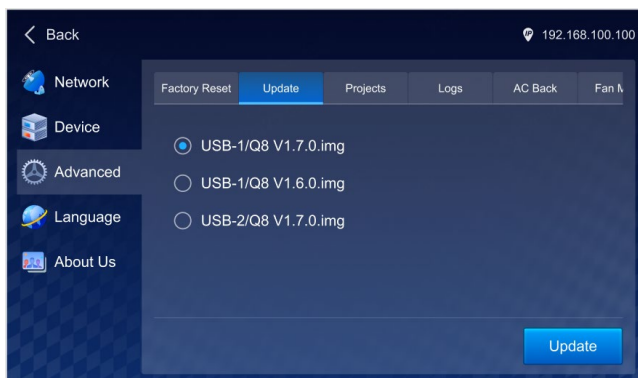 Back
IP 192.168.100.100
Network
Device
Advanced
Language
About Us
Factory Reset Update Projects Logs AC Back Fan M
USB-1/Q8 V1.7.0.img
USB-1/Q8 V1.6.0.img
USB-2/Q8 V1.7.0.img
Update